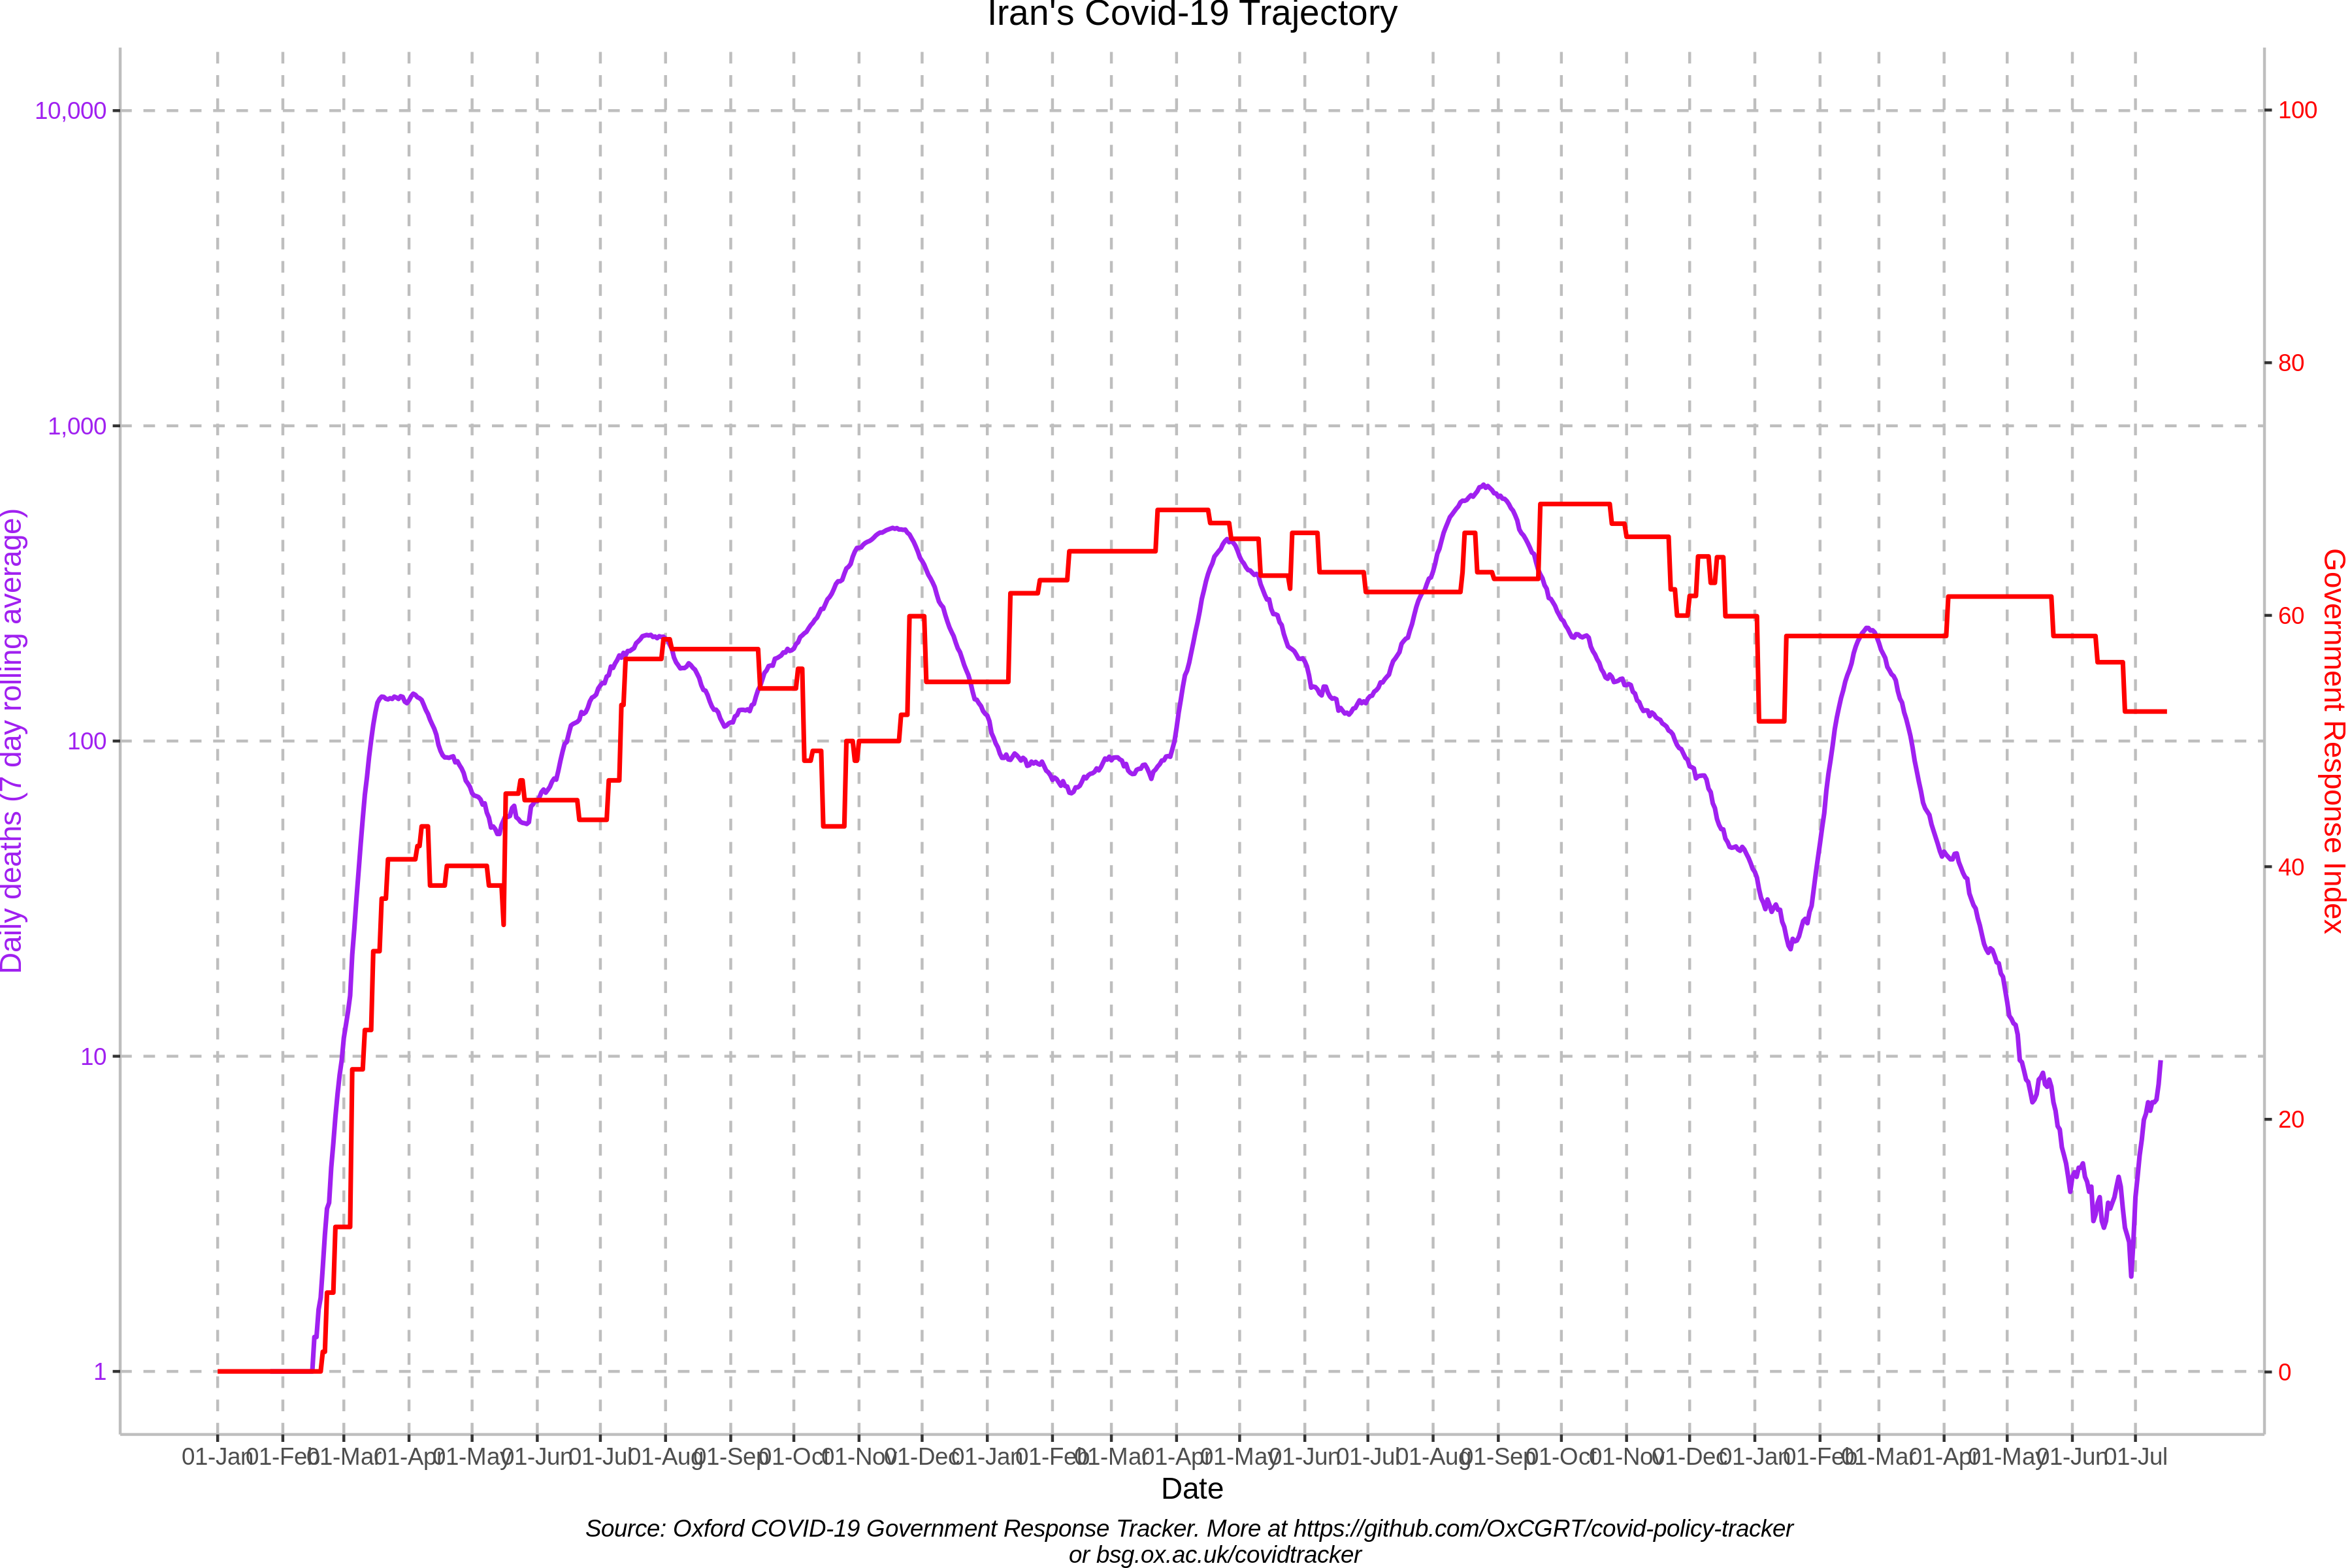 Iran's Covid-19 Trajectory
10,000
1,000
100
10
1
Daily deaths (7 day rolling average)
100
80
60
40
20
0
Government Response Index
01-Jan 01-Feb 01-Mar 01-Apr 01-May 01-Jun 01-Jul 01-Aug 01-Sep 01-Oct 01-Nov 01-Dec 01-Jan 01-Feb 01-Mar 01-Apr 01-May 01-Jun 01-Jul 01-Aug 01-Sep 01-Oct 01-Nov 01-Dec 01-Jan 01-Feb 01-Mar 01-Apr 01-May 01-Jun 01-Jul
Date
Source: Oxford COVID-19 Government Response Tracker. More at https://github.com/OxCGRT/covid-policy-tracker
or bsg.ox.ac.uk/covidtracker